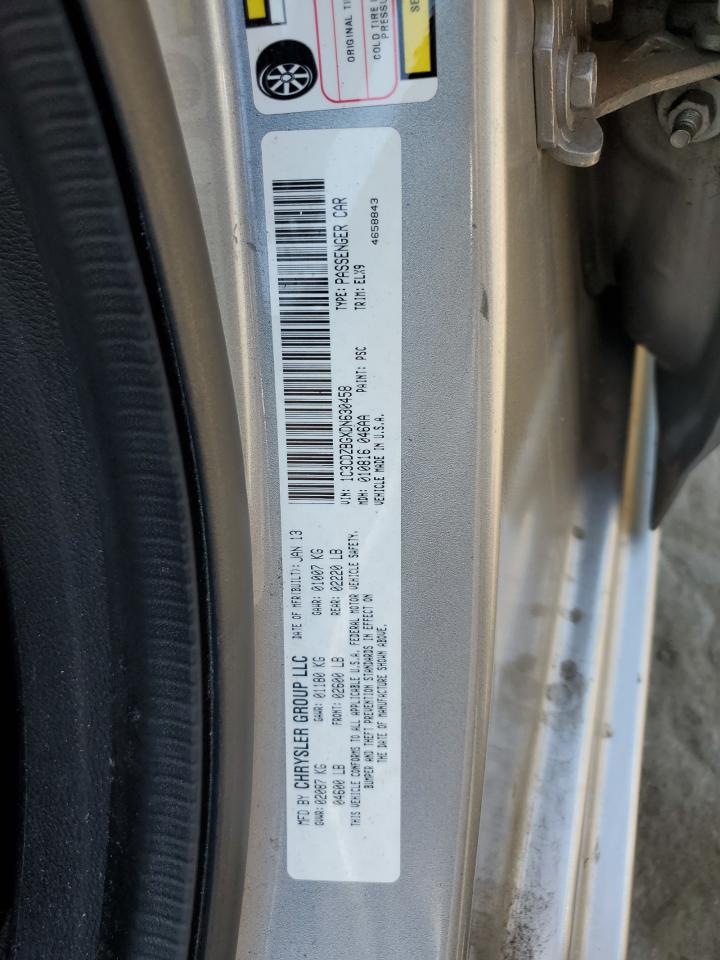 MFD BY CHRYSLER GROUP LLC DATE OF MFR(BUILT): JAN 13
GVWR: 02087 KG GAWR: 01180 KG GAWR: 01007 KG
04600 LB FRONT: 02600 LB REAR: 02220 LB
THIS VEHICLE CONFORMS TO ALL APPLICABLE U.S.A. FEDERAL MOTOR VEHICLE SAFETY,
BUMPER AND THEFT PREVENTION STANDARDS IN EFFECT ON
THE DATE OF MANUFACTURE SHOWN ABOVE.
VIN: 1C3CDZBGXDN630458 TYPE: PASSENGER CAR
MDH: 010816 046AA PAINT: PSC TRIM: ELX9
VEHICLE MADE IN U.S.A. 4658843
ORIGINAL
COLD TIRE
PRESSU
SE